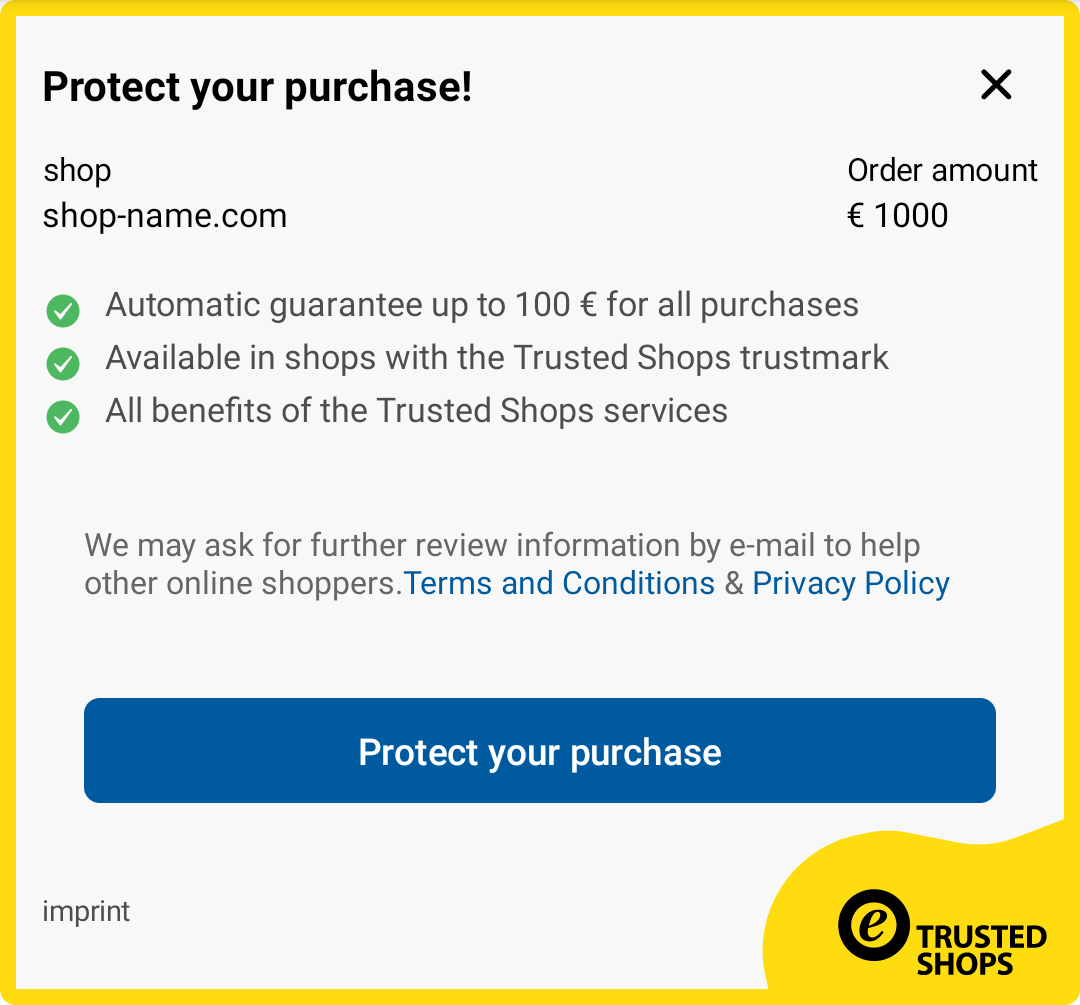 Protect your purchase!
shop
shop-name.com
Order amount
€ 1000
Automatic guarantee up to 100 € for all purchases
Available in shops with the Trusted Shops trustmark
All benefits of the Trusted Shops services
We may ask for further review information by e-mail to help
other online shoppers.Terms and Conditions & Privacy Policy
Protect your purchase
imprint
e
TRUSTED
SHOPS